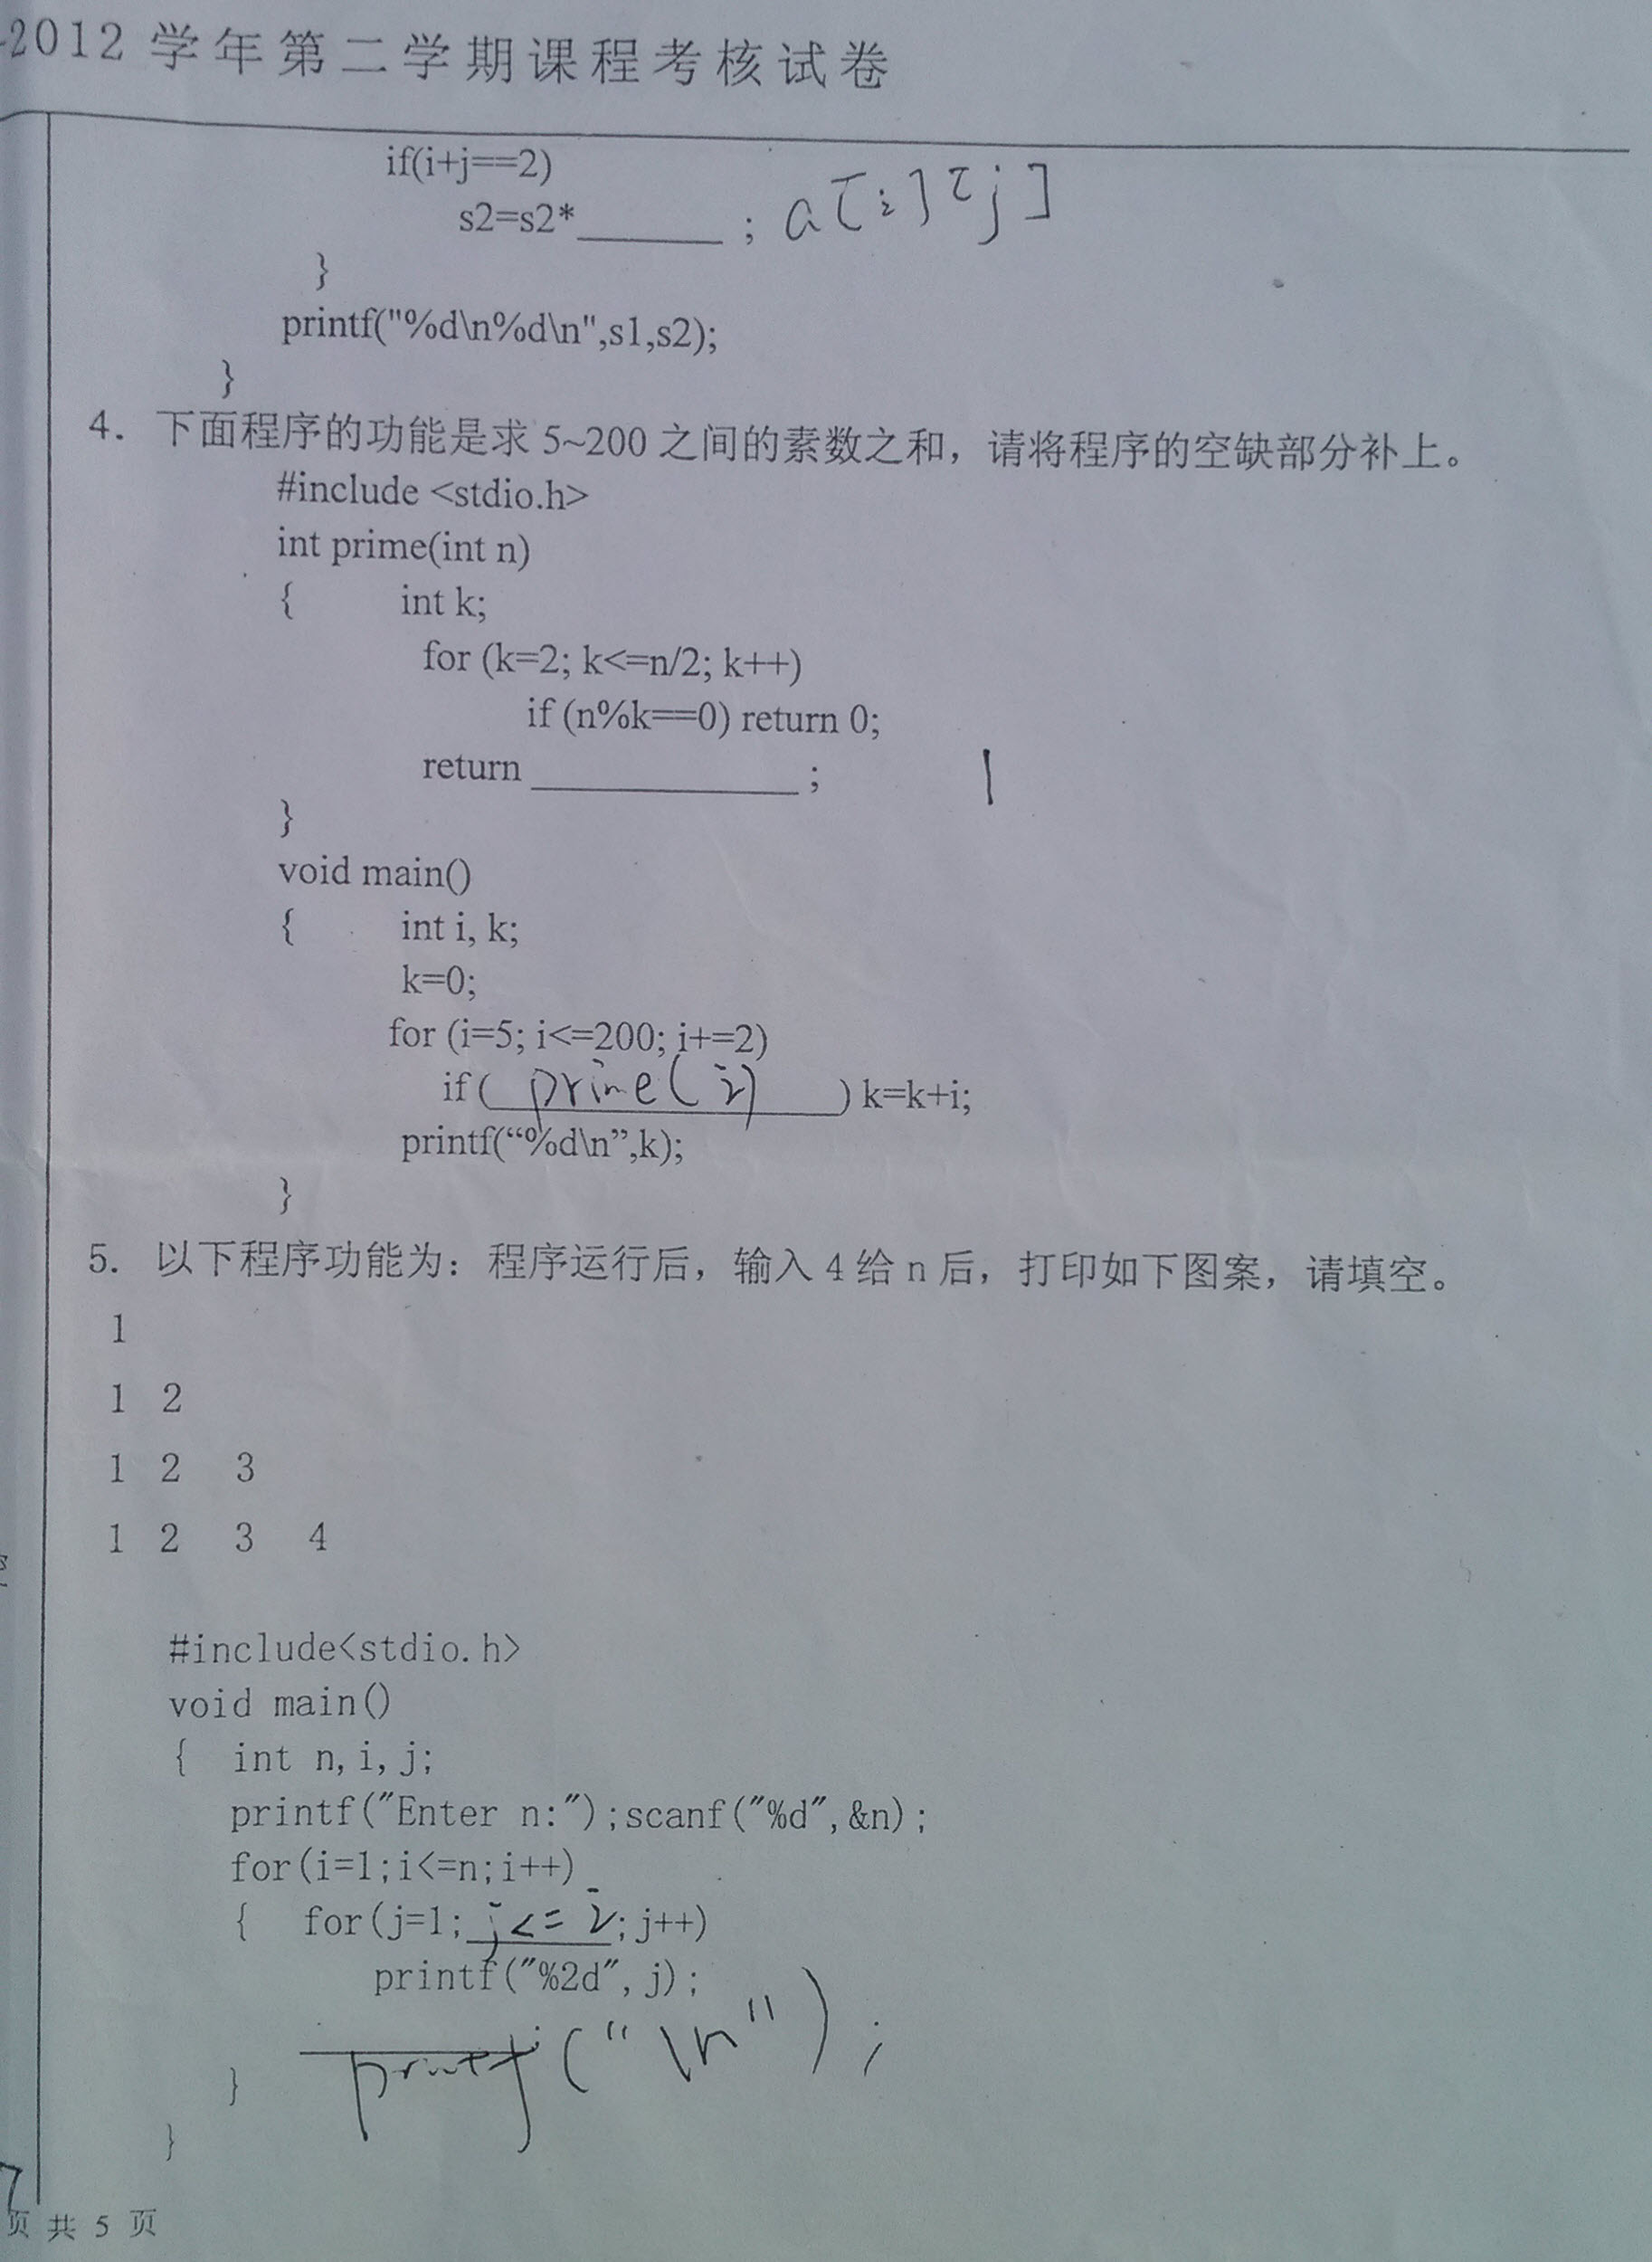 -2012 学年第二学期课程考核试卷
if(i+j==2)
s2=s2*______ ; a[i][j]
}
printf("%d\n%d\n",s1,s2);
}
4. 下面程序的功能是求 5~200 之间的素数之和，请将程序的空缺部分补上。
#include <stdio.h>
int prime(int n)
{ int k;
for (k=2; k<=n/2; k++)
if (n%k==0) return 0;
return ____________ ; 1
}
void main()
{ int i, k;
k=0;
for (i=5; i<=200; i+=2)
if ( prime(i) ) k=k+i;
printf(“%d\n”,k);
}
5. 以下程序功能为：程序运行后，输入 4 给 n 后，打印如下图案，请填空。
1
1 2
1 2 3
1 2 3 4
#include<stdio.h>
void main()
{ int n,i,j;
printf("Enter n:");scanf("%d",&n);
for(i=1;i<=n;i++)
{ for(j=1; j<=i ;j++)
printf("%2d",j);
printf("\n");
}
}
页 共 5 页